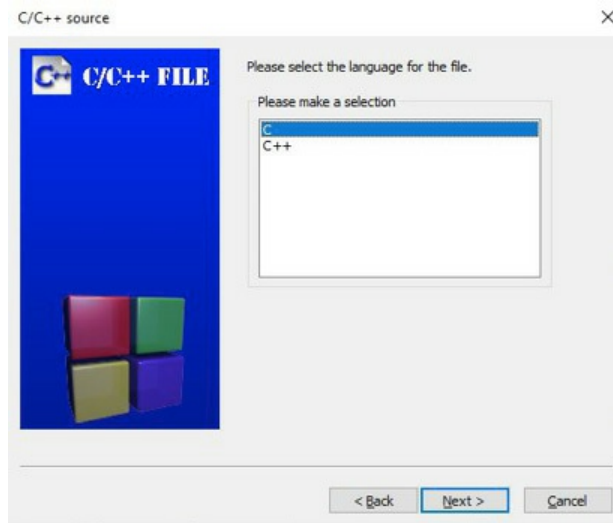 C/C++ source
C++ C/C++ FILE
Please select the language for the file.
Please make a selection
C
C++
< Back
Next >
Cancel